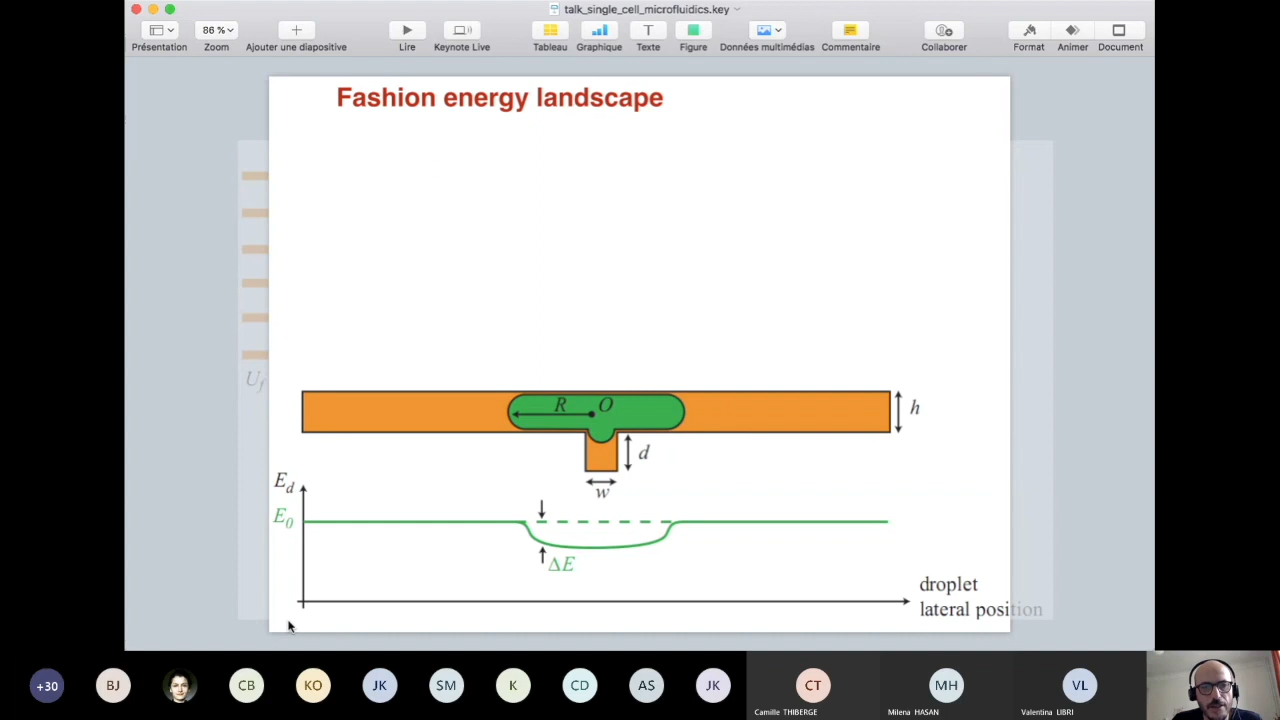 talk_single_cell_microfluidics.key
86 %
Présentation
Zoom
Ajouter une diapositive
Lire
Keynote Live
Tableau
Graphique
Texte
Figure
Données multimédias
Commentaire
Collaborer
Format
Animer
Document
Fashion energy landscape
U_f
R
O
h
d
w
E_d
E_0
ΔE
droplet
lateral position
+30
BJ
CB
KO
JK
SM
K
CD
AS
JK
CT
MH
VL
Camille THIBERGE
Milena HASAN
Valentina LIBRI